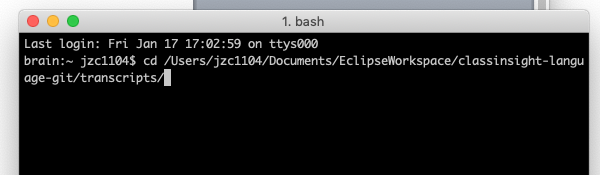 1. bash
Last login: Fri Jan 17 17:02:59 on ttys000
brain:~ jzc1104$ cd /Users/jzc1104/Documents/EclipseWorkspace/classinsight-langu
age-git/transcripts/